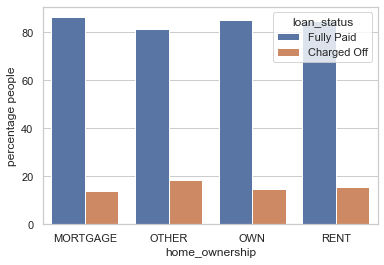 loan_status
Fully Paid
Charged Off
80
60
40
20
0
percentage people
MORTGAGE OTHER OWN RENT
home_ownership